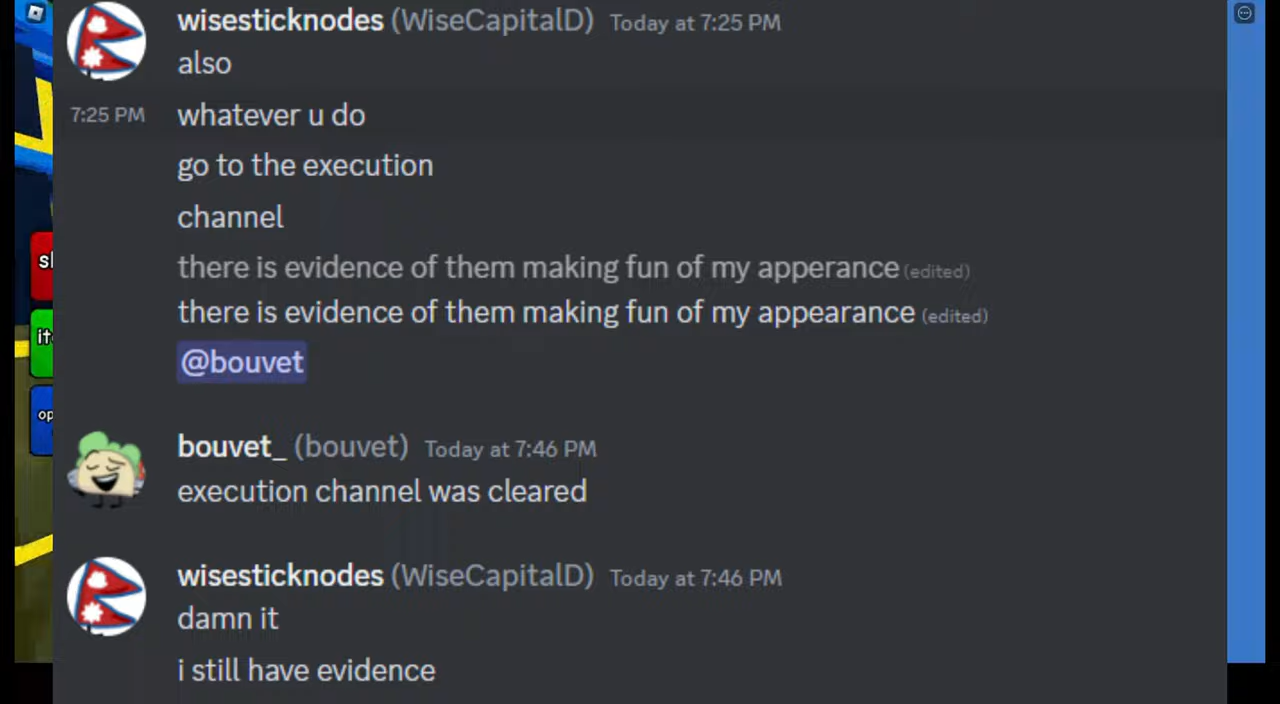 wisesticknodes (WiseCapitalD) Today at 7:25 PM
also
7:25 PM whatever u do
go to the execution
channel
there is evidence of them making fun of my apperance (edited)
there is evidence of them making fun of my appearance (edited)
@bouvet
bouvet_ (bouvet) Today at 7:46 PM
execution channel was cleared
wisesticknodes (WiseCapitalD) Today at 7:46 PM
damn it
i still have evidence